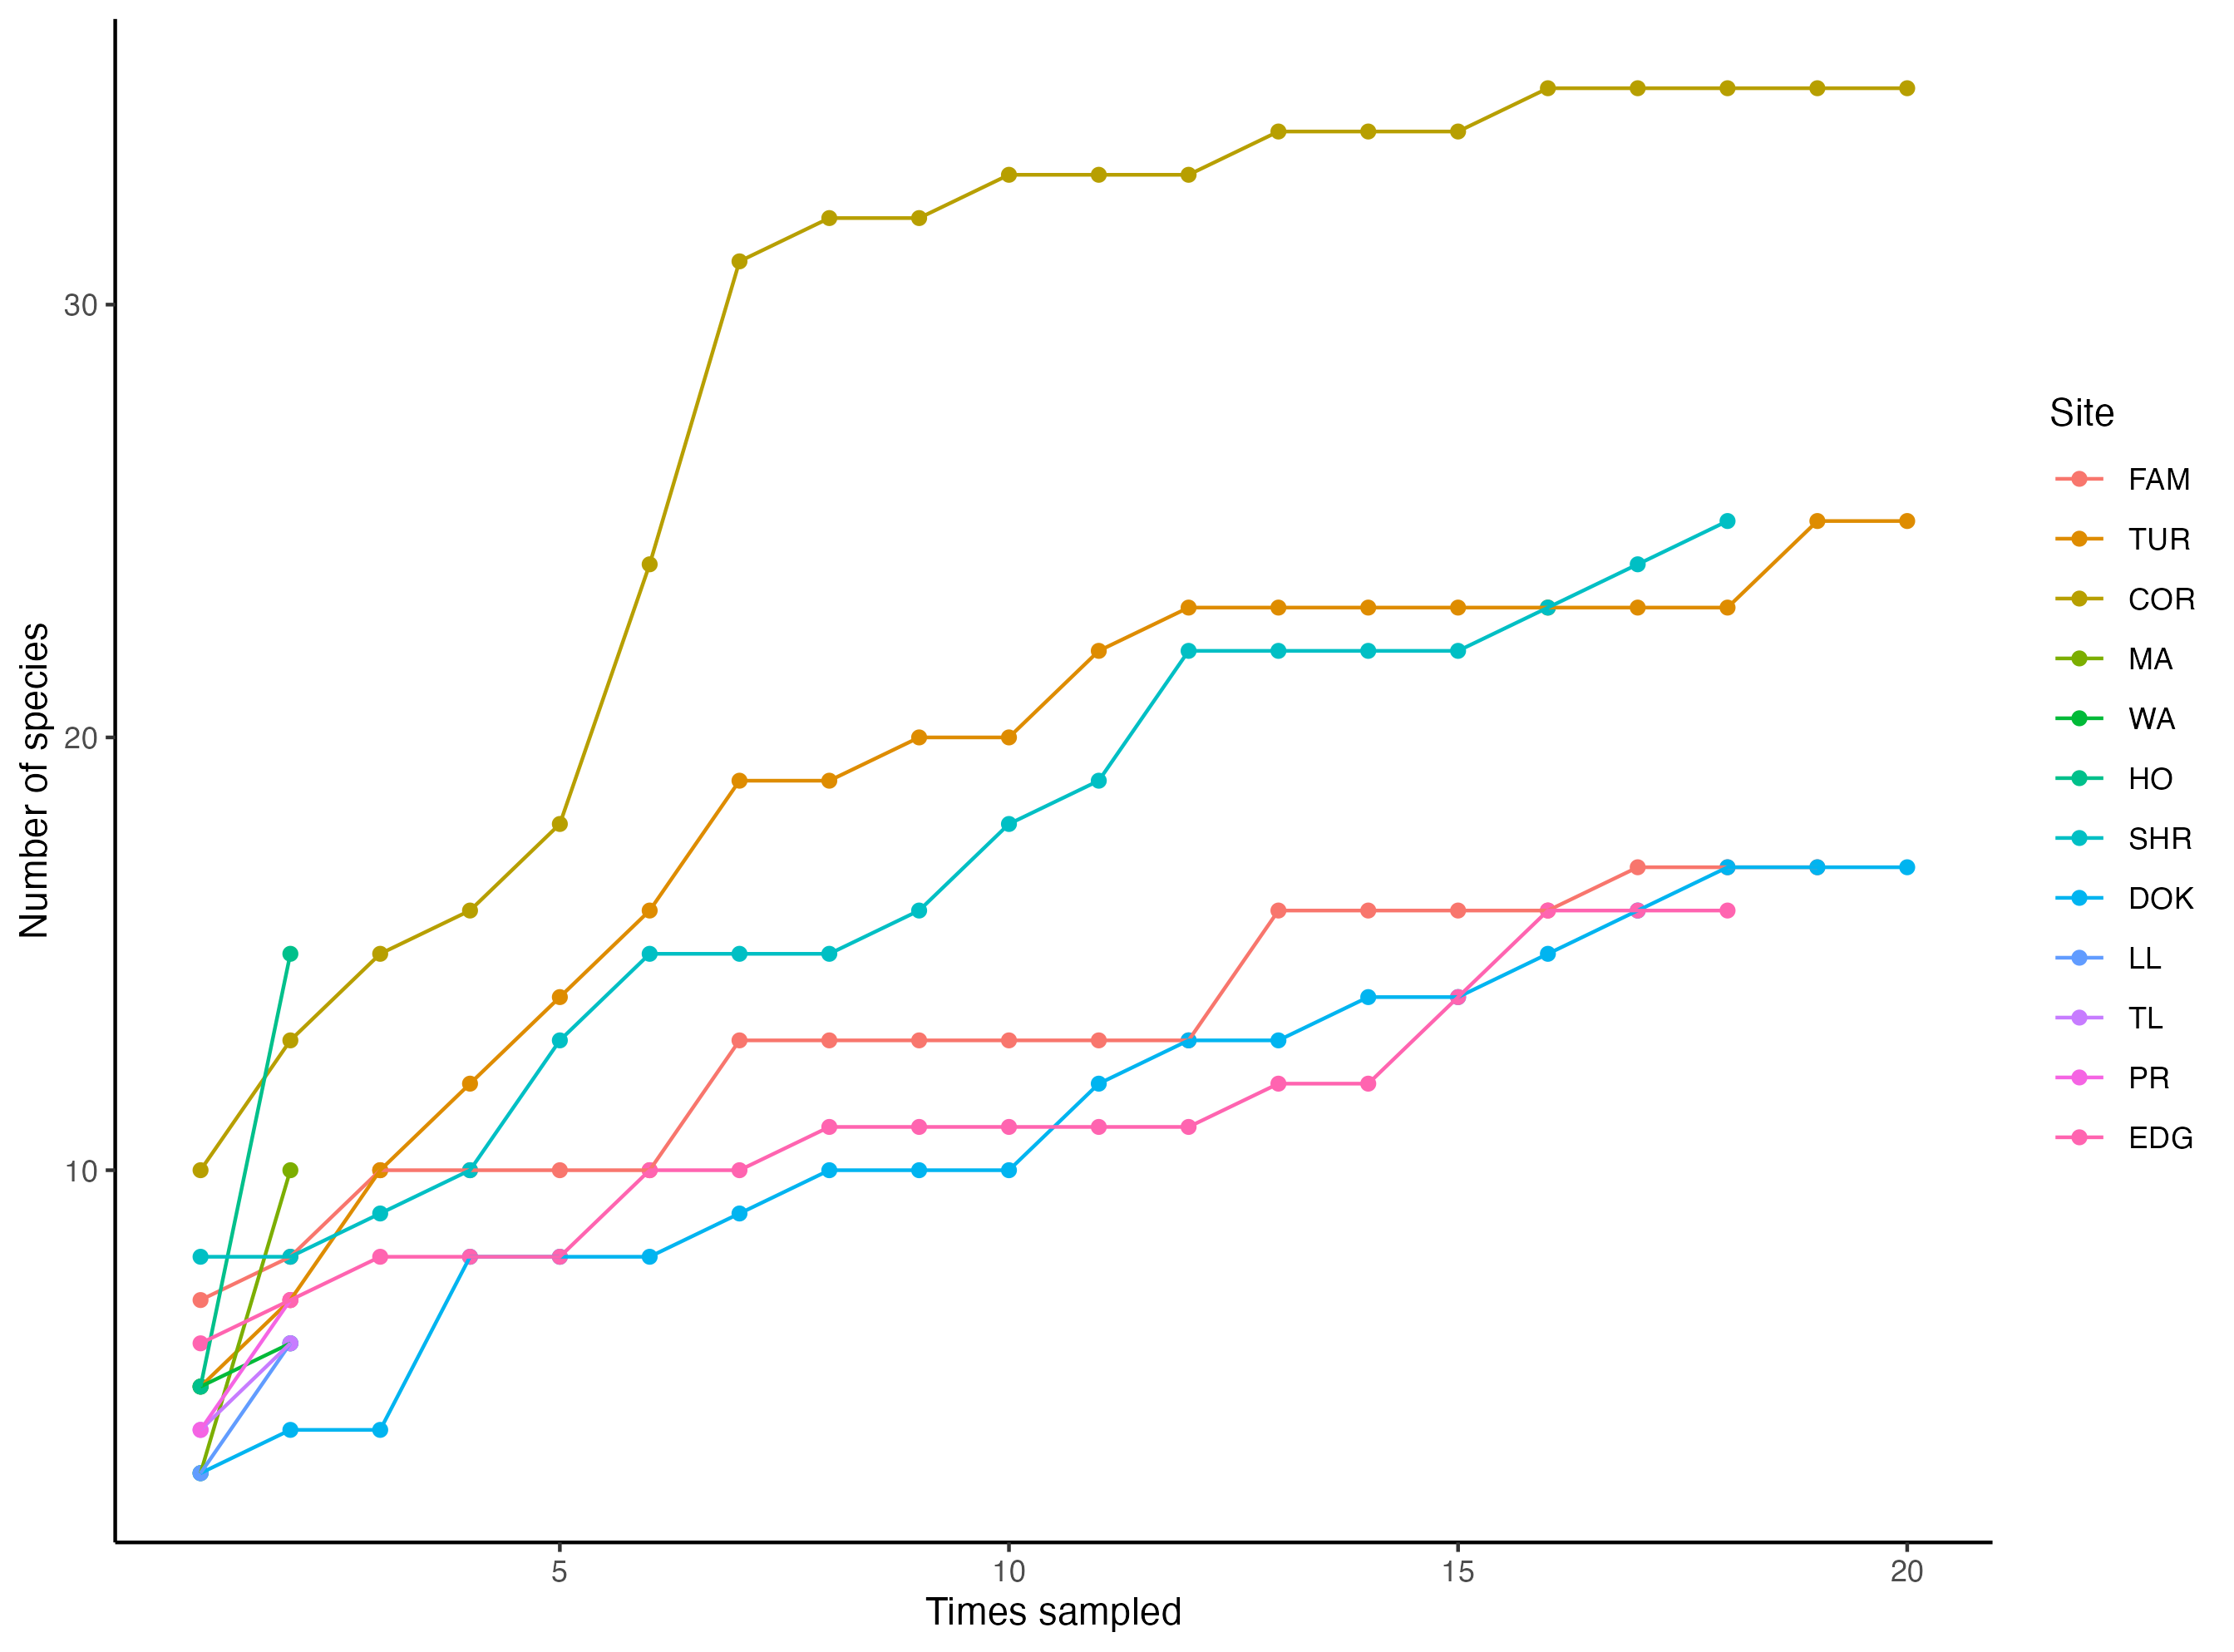 Number of species
30
20
10
5
10
15
20
Times sampled
Site
FAM
TUR
COR
MA
WA
HO
SHR
DOK
LL
TL
PR
EDG